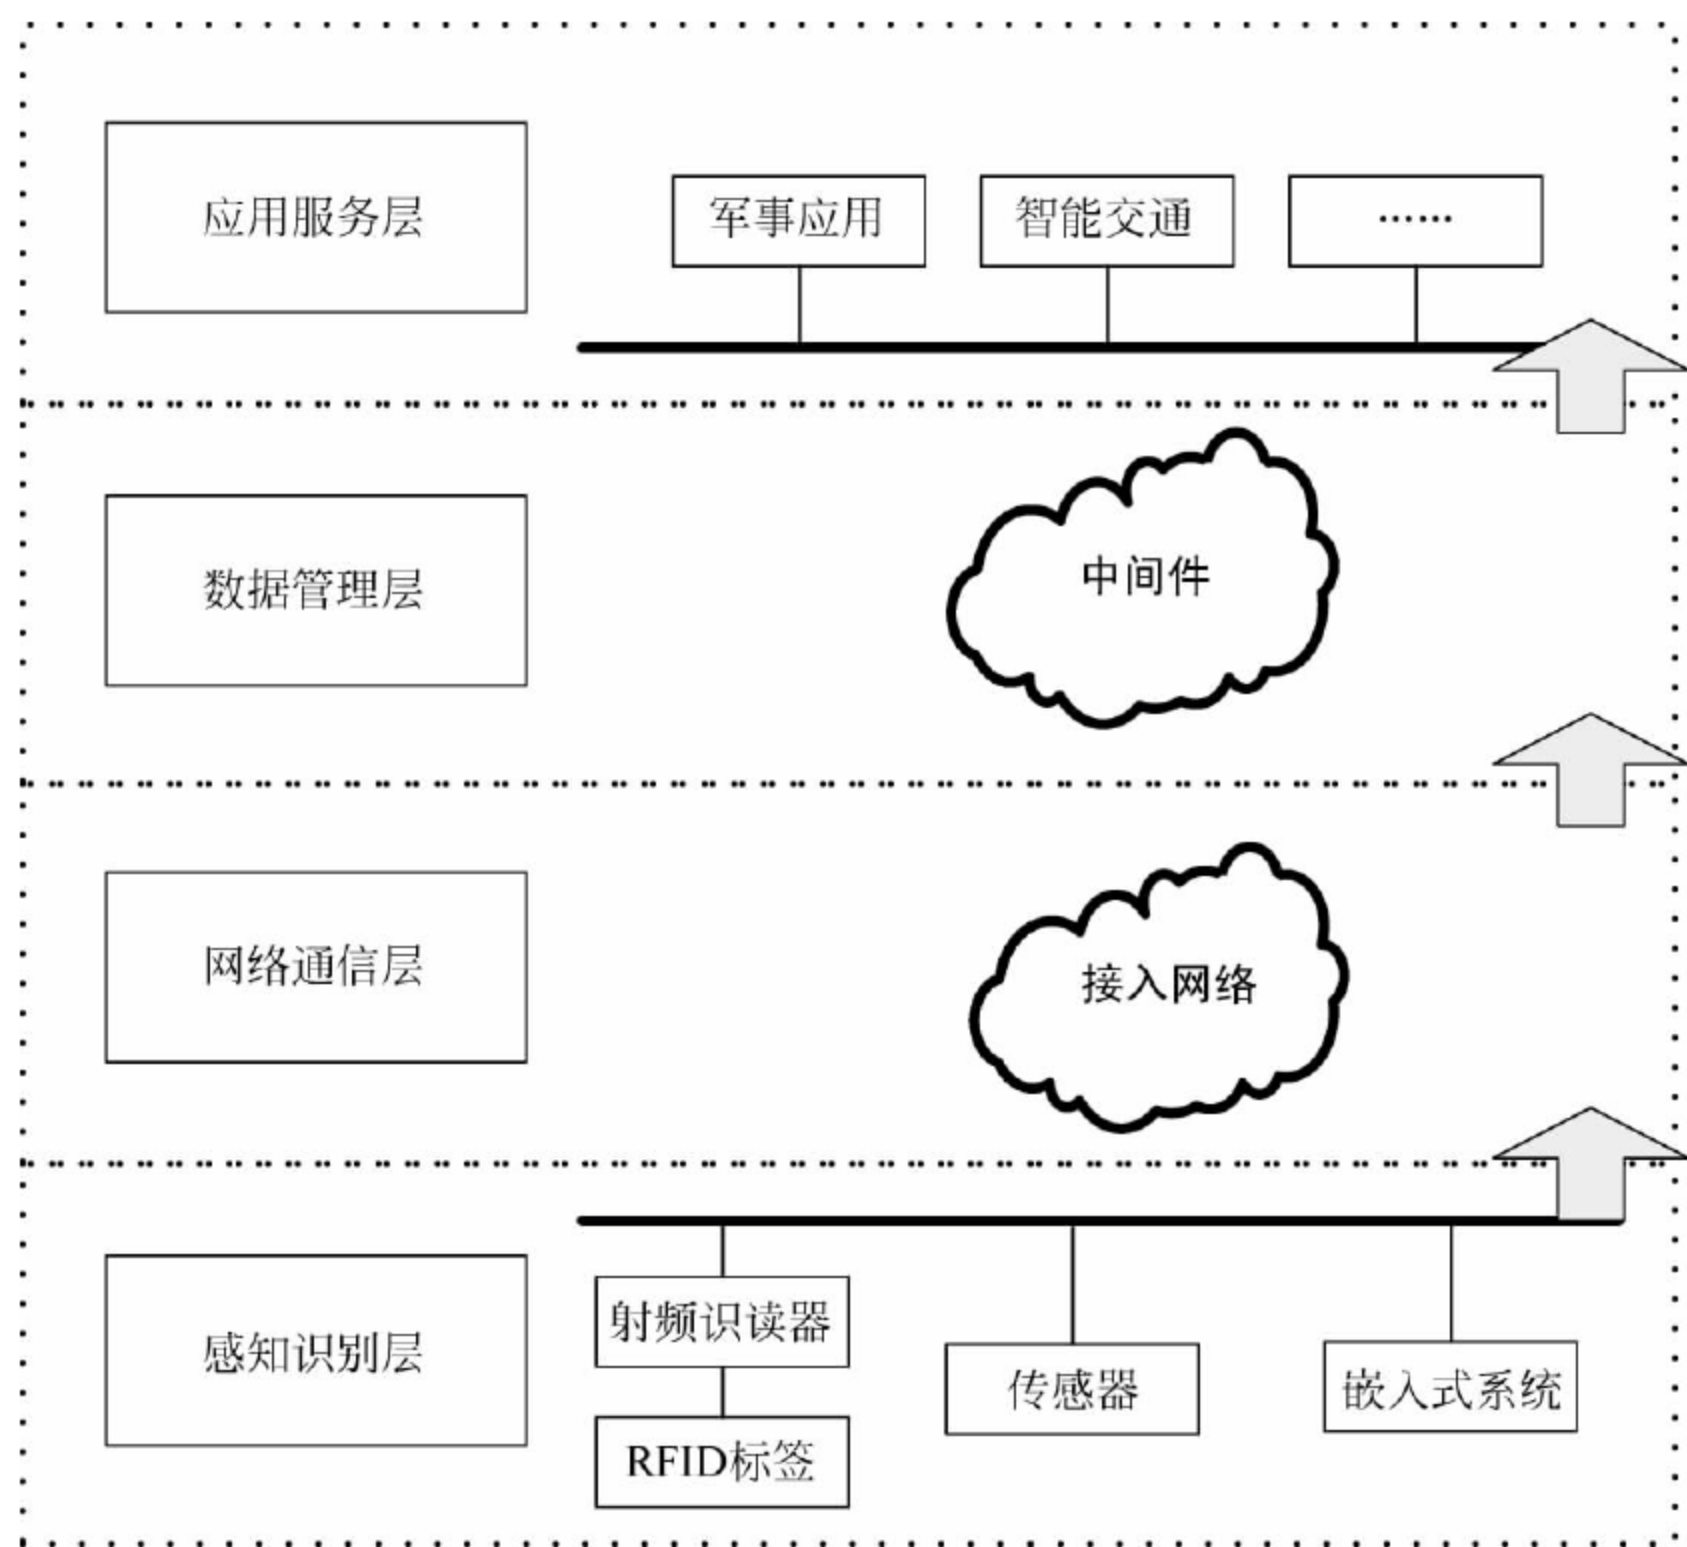 应用服务层
军事应用
智能交通
……
数据管理层
中间件
网络通信层
接入网络
感知识别层
射频识读器
传感器
嵌入式系统
RFID标签